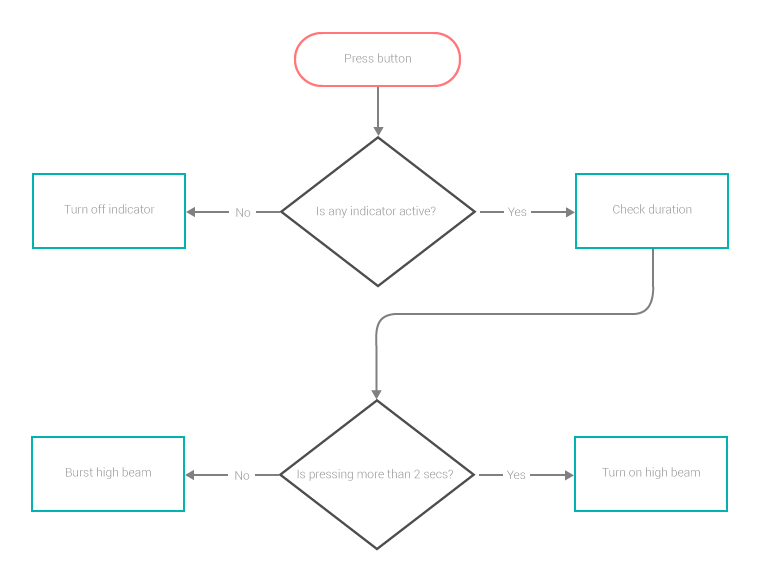 Press button
Turn off indicator
No
Is any indicator active?
Yes
Check duration
Burst high beam
No
Is pressing more than 2 secs?
Yes
Turn on high beam